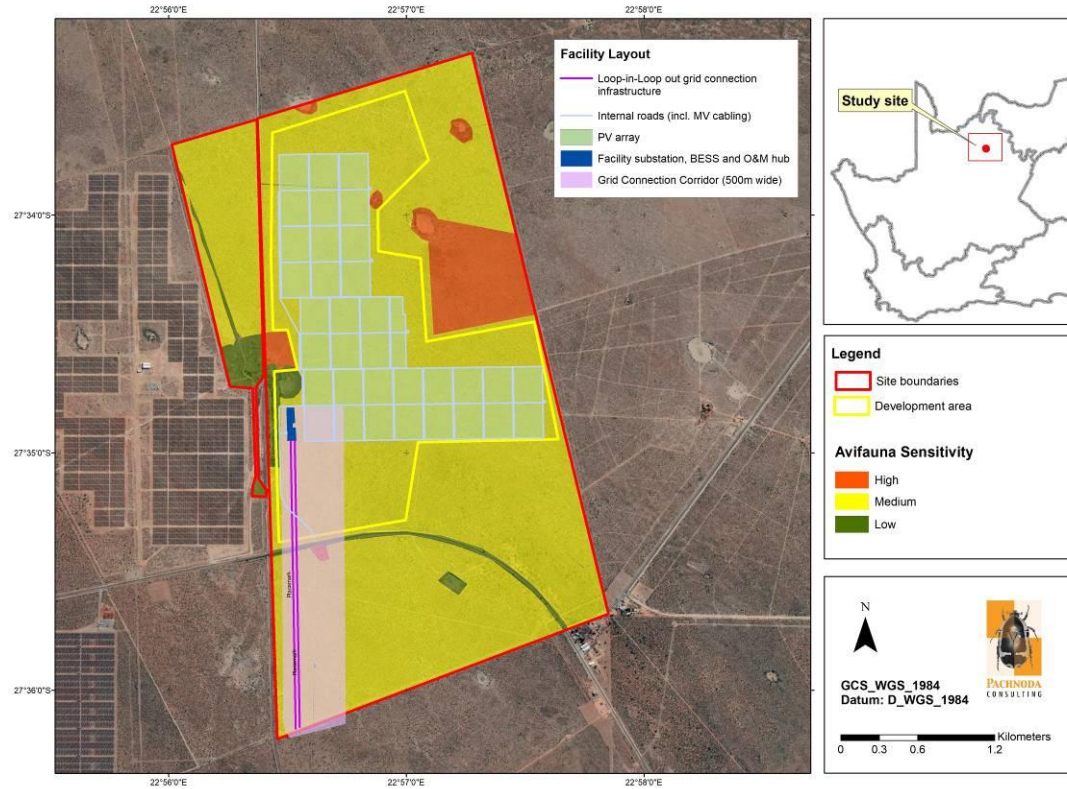 22°56'0"E
22°57'0"E
22°58'0"E
27°34'0"S
27°35'0"S
27°36'0"S
22°56'0"E
22°57'0"E
22°58'0"E
Facility Layout
Loop-in-Loop out grid connection
infrastructure
Internal roads (incl. MV cabling)
PV array
Facility substation, BESS and O&M hub
Grid Connection Corridor (500m wide)
Study site
Legend
Site boundaries
Development area
Avifauna Sensitivity
High
Medium
Low
N
GCS_WGS_1984
Datum: D_WGS_1984
PACHNODA
CONSULTING
Kilometers
0 0.3 0.6 1.2